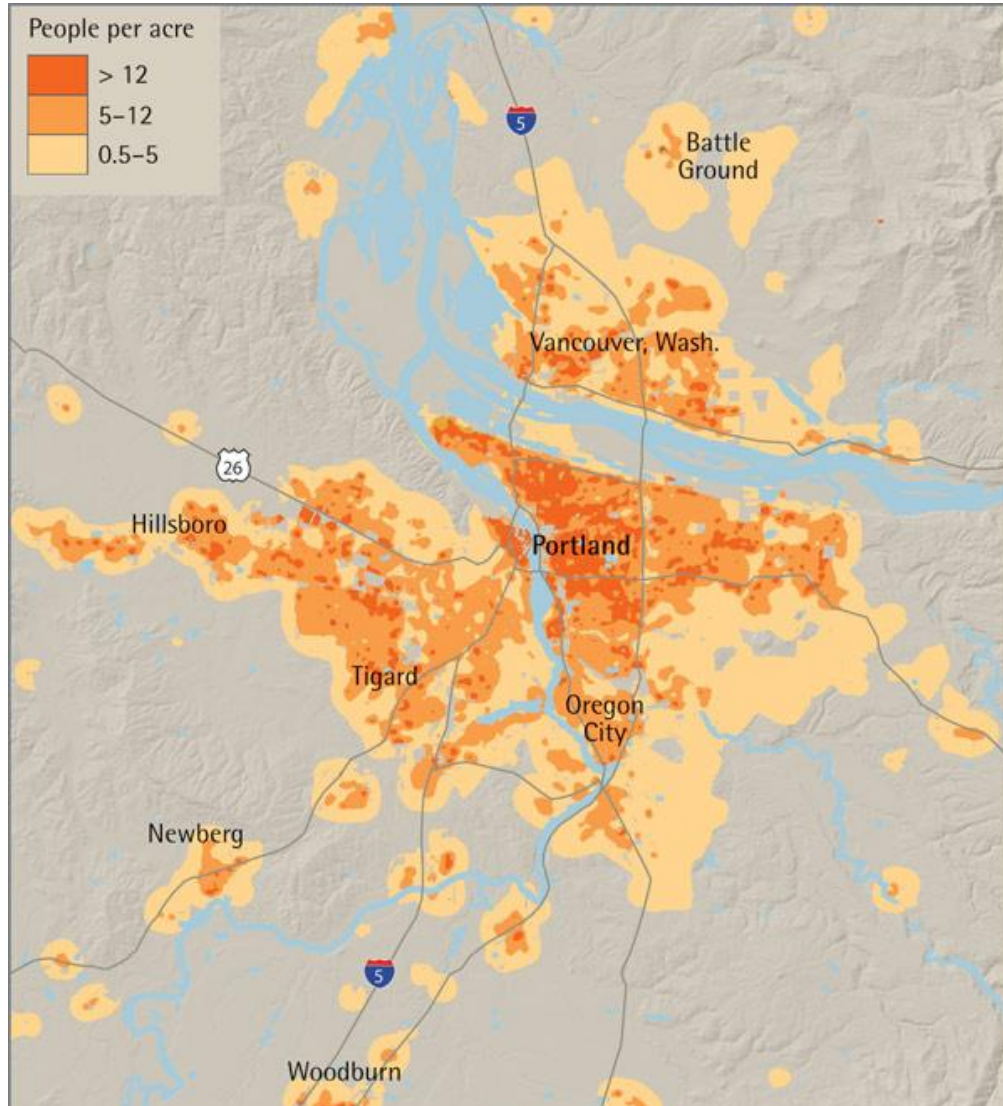 People per acre
> 12
5–12
0.5–5
5
Battle
Ground
Vancouver, Wash.
26
Hillsboro
Portland
Tigard
Oregon
City
Newberg
5
Woodburn